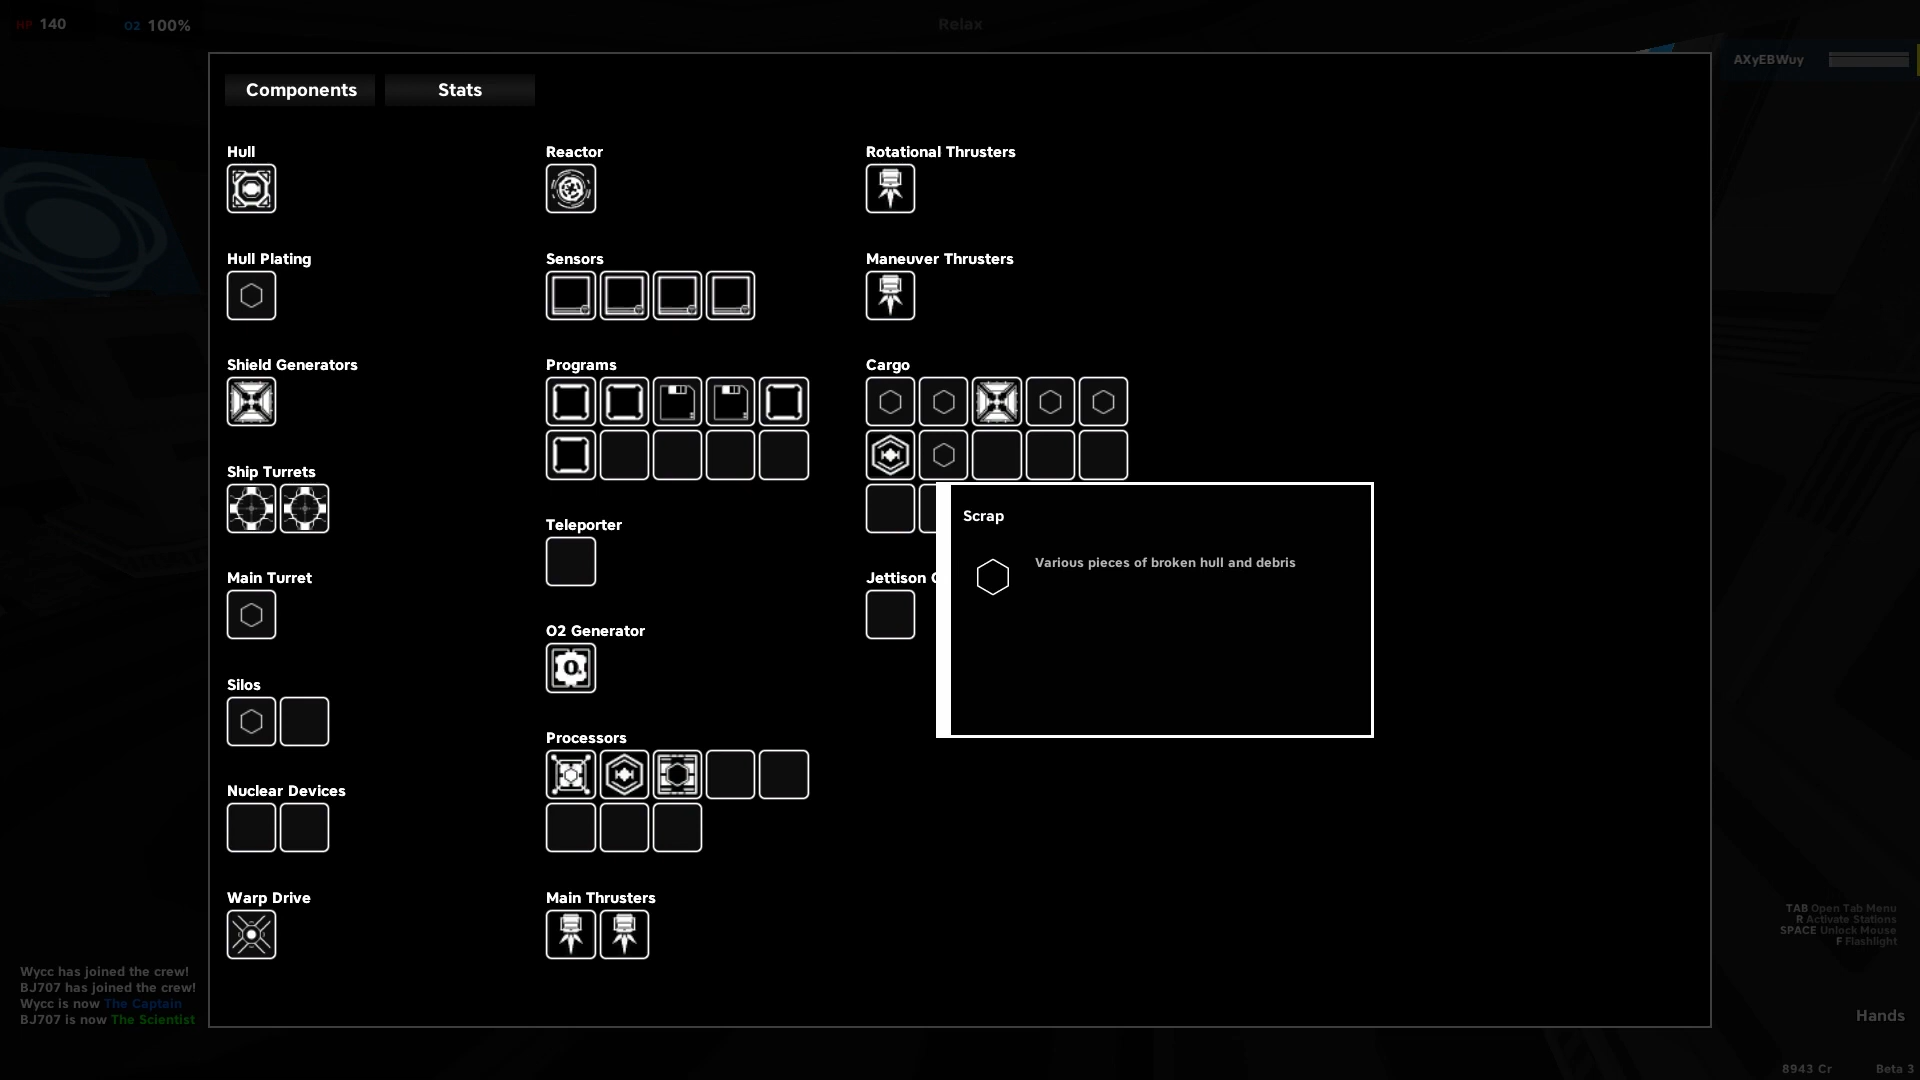 HP 140
O2 100%
Relax
AXyEBWuy
Components
Stats
Hull
Reactor
Rotational Thrusters
Hull Plating
Sensors
Maneuver Thrusters
Shield Generators
Programs
Cargo
Ship Turrets
Teleporter
Scrap
Various pieces of broken hull and debris
Main Turret
Jettison
O2 Generator
O
Silos
Processors
Nuclear Devices
Warp Drive
Main Thrusters
TAB Open Tab Menu
R Activate Stations
SPACE Unlock Mouse
F Flashlight
Wycc has joined the crew!
BJ707 has joined the crew!
Wycc is now The Captain
BJ707 is now The Scientist
Hands
8943 Cr
Beta 3